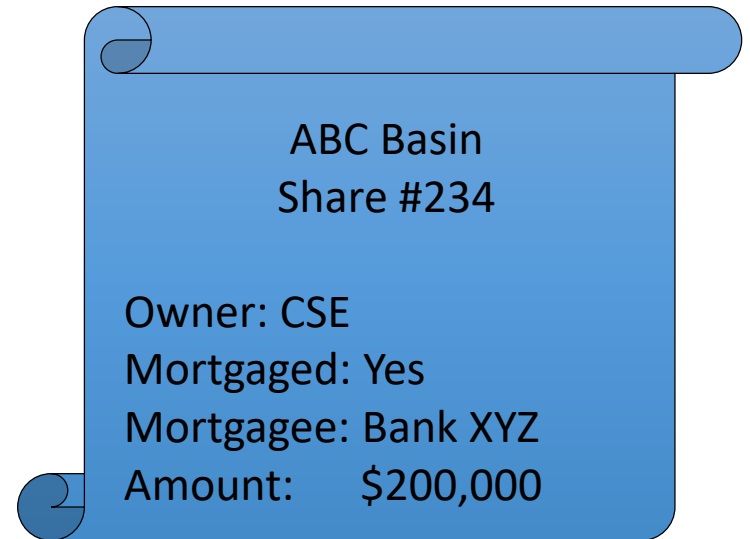 ABC Basin
Share #234
Owner: CSE
Mortgaged: Yes
Mortgagee: Bank XYZ
Amount: $200,000